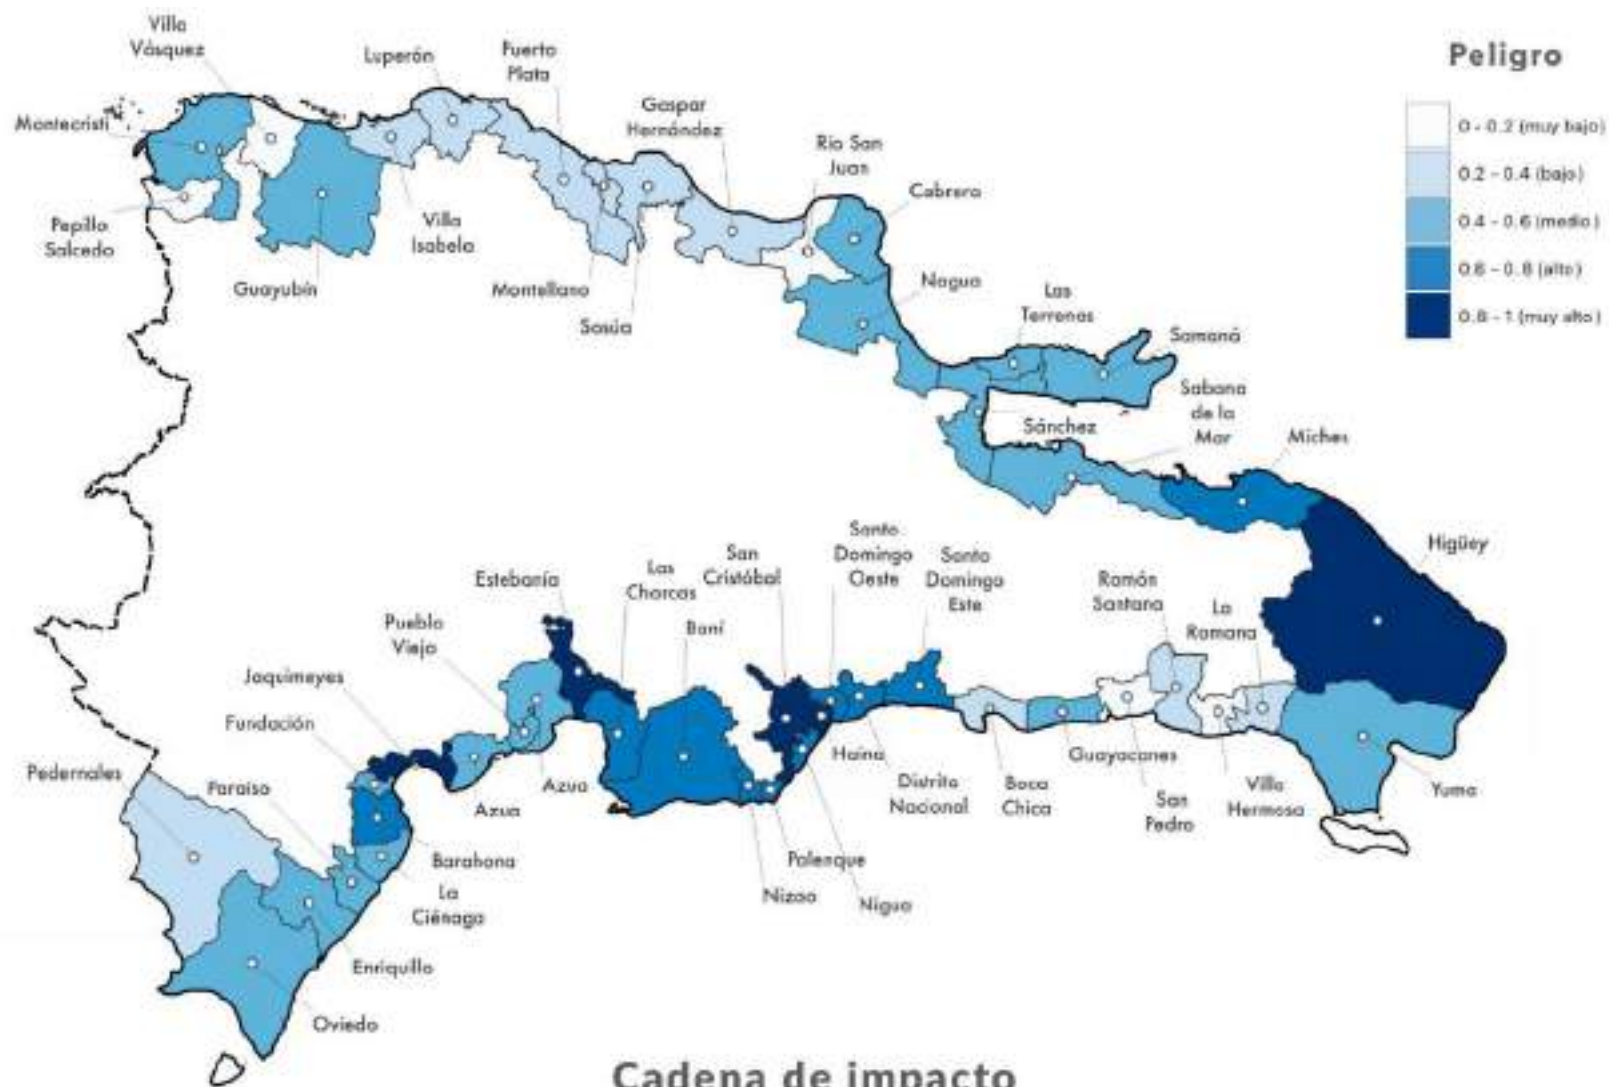 Villa
Vásquez
Luperón
Puerto
Plata
Peligro
Montecristi
Gaspar
Hernández
0 - 0.2 (muy bajo)
Río San
Juan
0.2 - 0.4 (bajo)
Cabrera
Pepillo
Salcedo
Villa
Isabela
0.4 - 0.6 (medio)
Guayubín
Montellano
Sosúa
Nagua
Las
Terrenas
0.6 - 0.8 (alto)
0.8 - 1 (muy alto)
Samaná
Sabana
de la
Mar
Sánchez
Miches
Higüey
Estebanía
Las
Charcas
San
Cristóbal
Santo
Domingo
Oeste
Santo
Domingo
Este
Ramón
Santana
La
Romana
Pueblo
Viejo
Baní
Jaquimeyes
Fundación
Pedernales
Paraíso
Azua
Azua
Haina
Distrito
Nacional
Boca
Chica
Guayacanes
San
Pedro
Villa
Hermosa
Yuma
Barahona
La
Ciénaga
Palenque
Nizao
Nigua
Enriquillo
Oviedo
Cadena de impacto